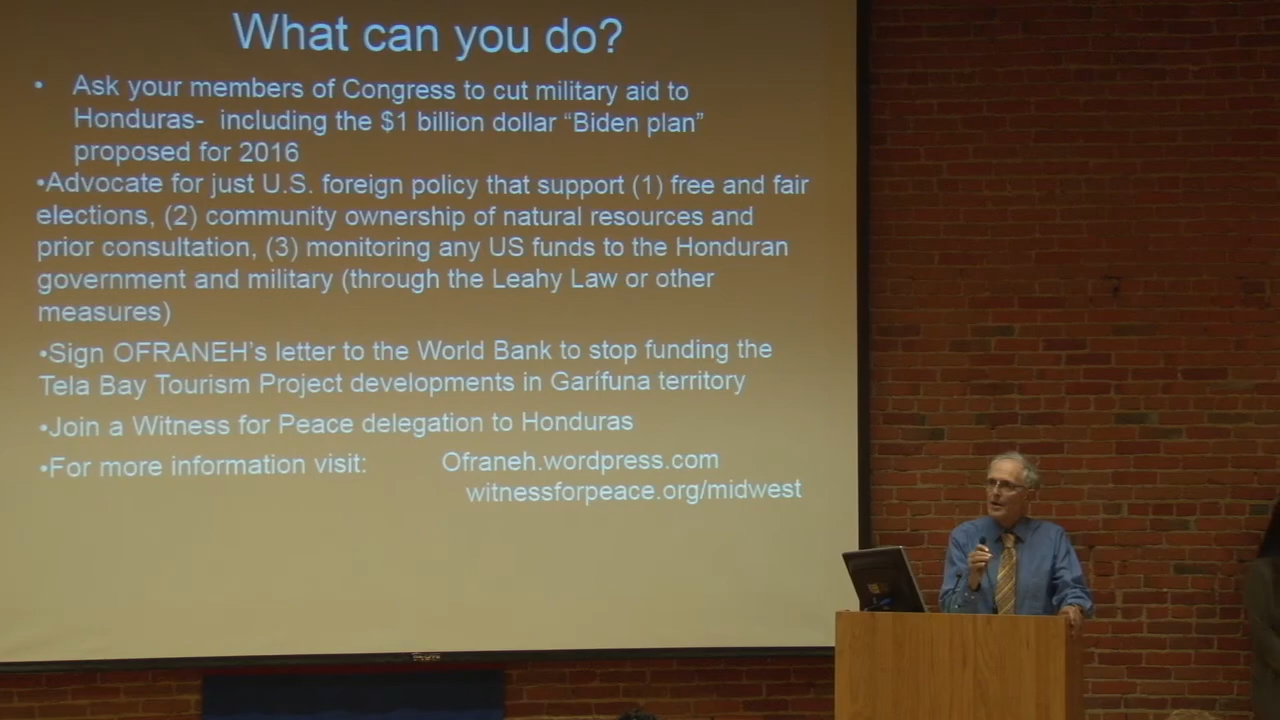 What can you do?
• Ask your members of Congress to cut military aid to
Honduras- including the $1 billion dollar “Biden plan”
proposed for 2016
•Advocate for just U.S. foreign policy that support (1) free and fair
elections, (2) community ownership of natural resources and
prior consultation, (3) monitoring any US funds to the Honduran
government and military (through the Leahy Law or other
measures)
•Sign OFRANEH’s letter to the World Bank to stop funding the
Tela Bay Tourism Project developments in Garífuna territory
•Join a Witness for Peace delegation to Honduras
•For more information visit: Ofraneh.wordpress.com
witnessforpeace.org/midwest